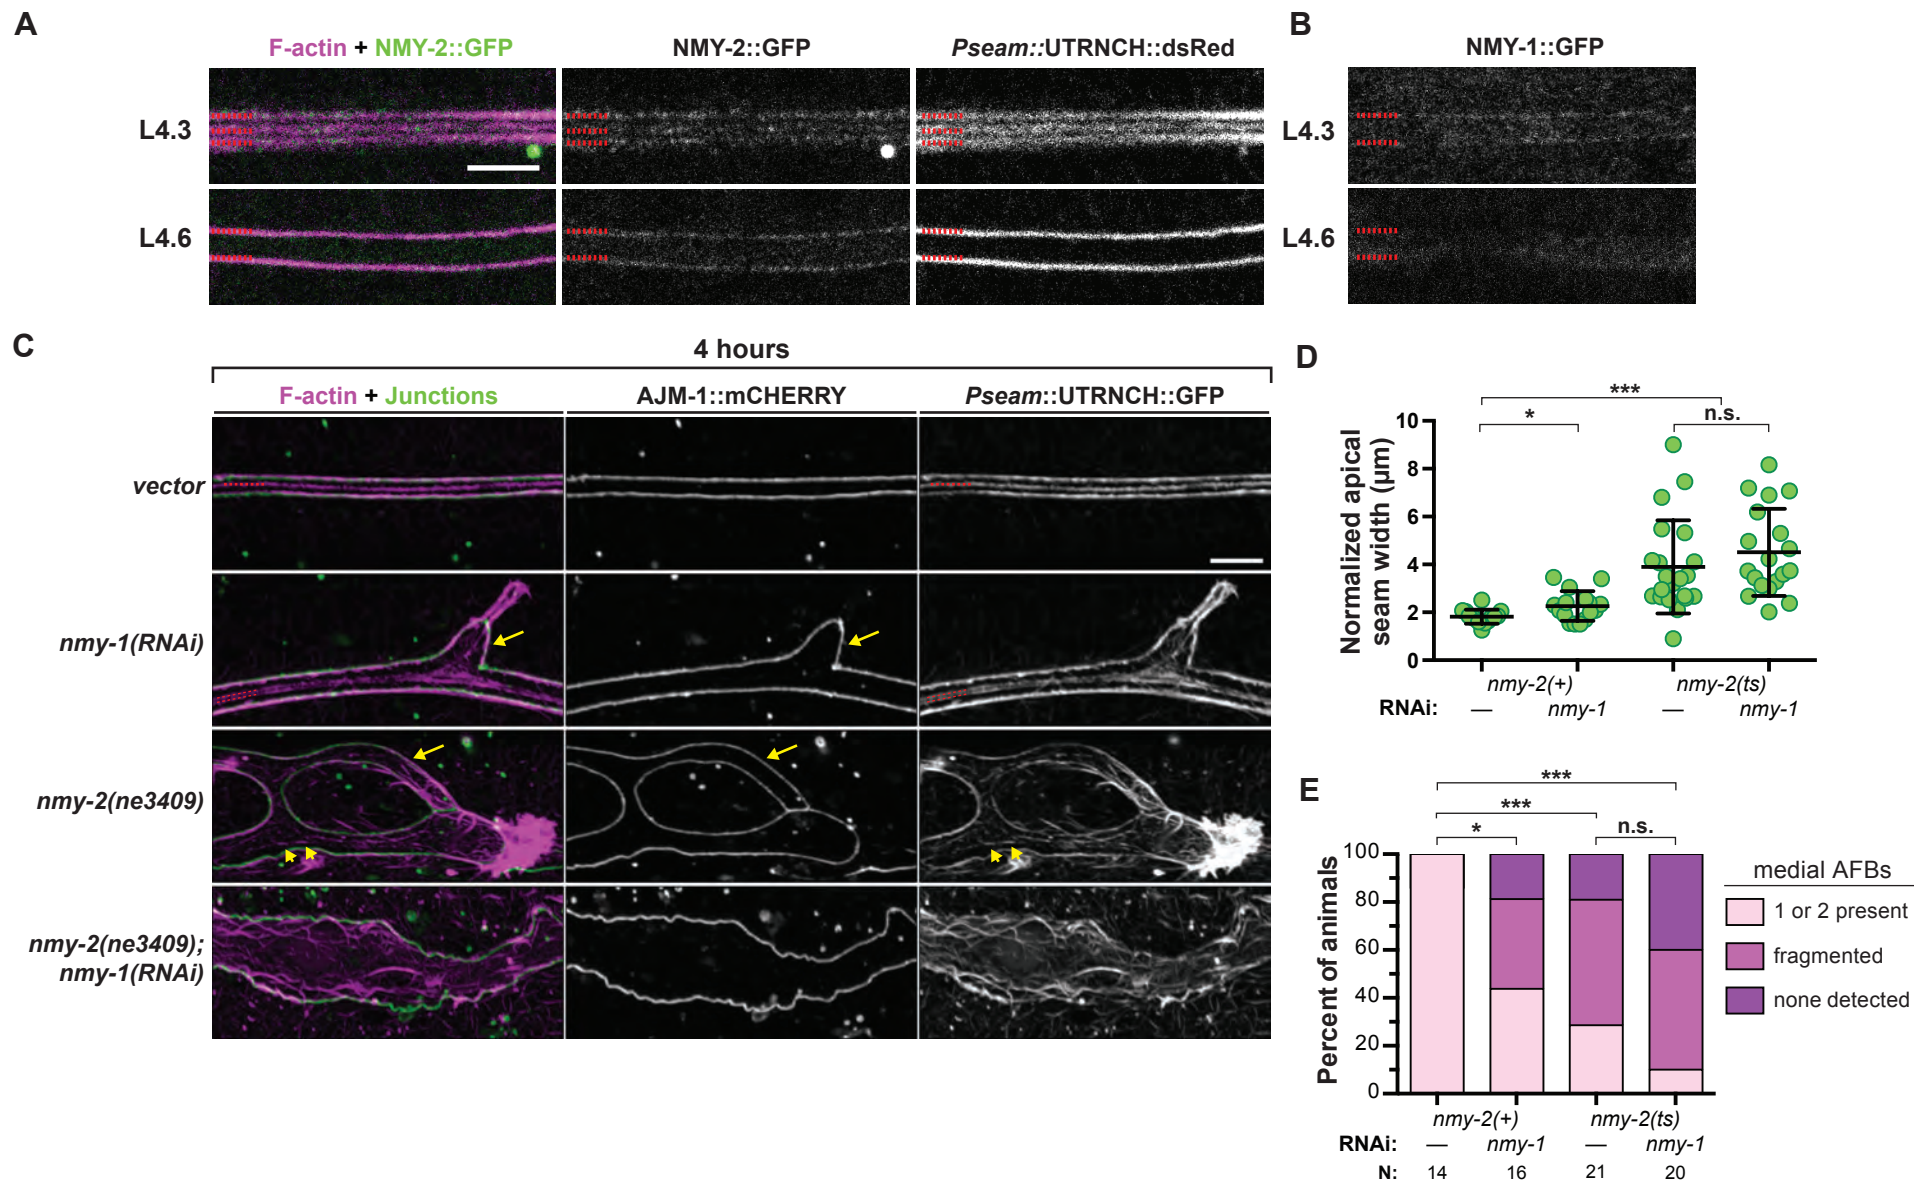 A
F-actin + NMY-2::GFP
NMY-2::GFP
Pseam::UTRNCH::dsRed
L4.3
L4.6
B
NMY-1::GFP
L4.3
L4.6
C
4 hours
F-actin + Junctions
AJM-1::mCHERRY
Pseam::UTRNCH::GFP
vector
nmy-1(RNAi)
nmy-2(ne3409)
nmy-2(ne3409);
nmy-1(RNAi)
D
Normalized apical
seam width (µm)
10
8
6
4
2
0
*
***
n.s.
nmy-2(+)
nmy-2(ts)
RNAi: — nmy-1 — nmy-1
E
Percent of animals
100
80
60
40
20
0
***
***
*
n.s.
medial AFBs
1 or 2 present
fragmented
none detected
nmy-2(+)
nmy-2(ts)
RNAi: — nmy-1 — nmy-1
N: 14 16 21 20